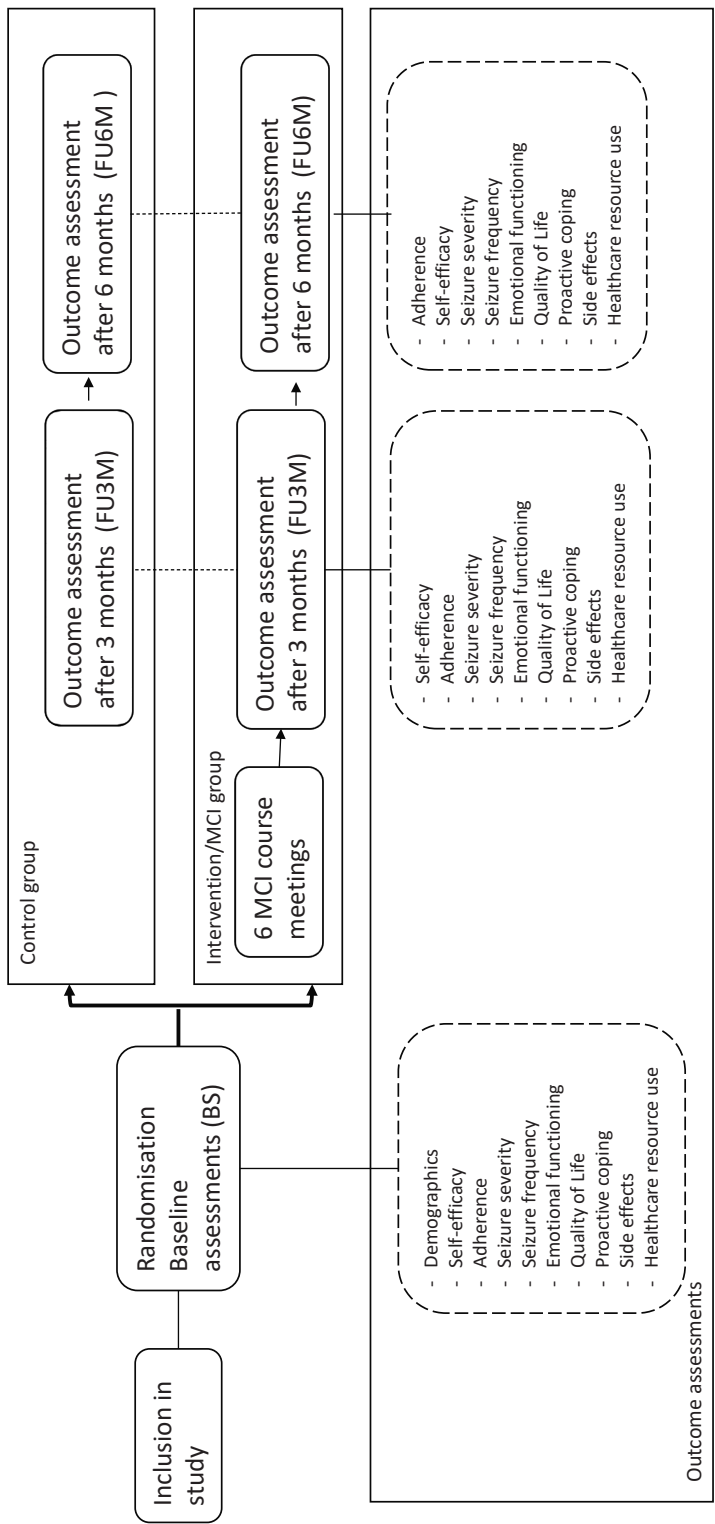 Inclusion in
study
Randomisation
Baseline
assessments (BS)
Control group
Outcome assessment
after 3 months (FU3M)
Outcome assessment
after 6 months (FU6M )
Intervention/MCI group
6 MCI course
meetings
Outcome assessment
after 3 months (FU3M)
Outcome assessment
after 6 months (FU6M)
- Demographics
- Self-efficacy
- Adherence
- Seizure severity
- Seizure frequency
- Emotional functioning
- Quality of Life
- Proactive coping
- Side effects
- Healthcare resource use
- Self-efficacy
- Adherence
- Seizure severity
- Seizure frequency
- Emotional functioning
- Quality of Life
- Proactive coping
- Side effects
- Healthcare resource use
- Adherence
- Self-efficacy
- Seizure severity
- Seizure frequency
- Emotional functioning
- Quality of Life
- Proactive coping
- Side effects
- Healthcare resource use
Outcome assessments